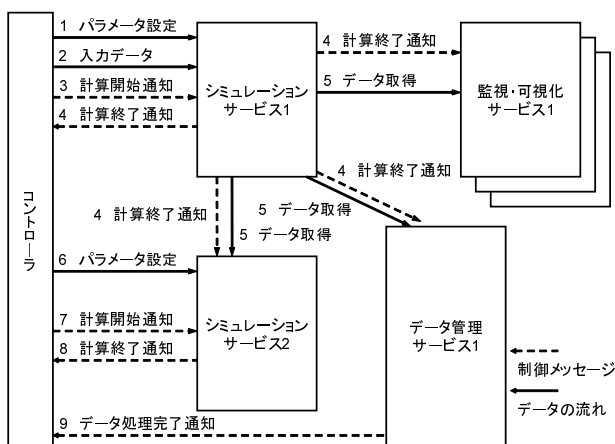 1 パラメータ設定
2 入力データ
3 計算開始通知
4 計算終了通知
シミュレーション
サービス1
4 計算終了通知
5 データ取得
監視・可視化
サービス1
コントローラ
4 計算終了通知
5 データ取得
4 計算終了通知
5 データ取得
6 パラメータ設定
7 計算開始通知
8 計算終了通知
シミュレーション
サービス2
データ管理
サービス1
制御メッセージ
データの流れ
9 データ処理完了通知